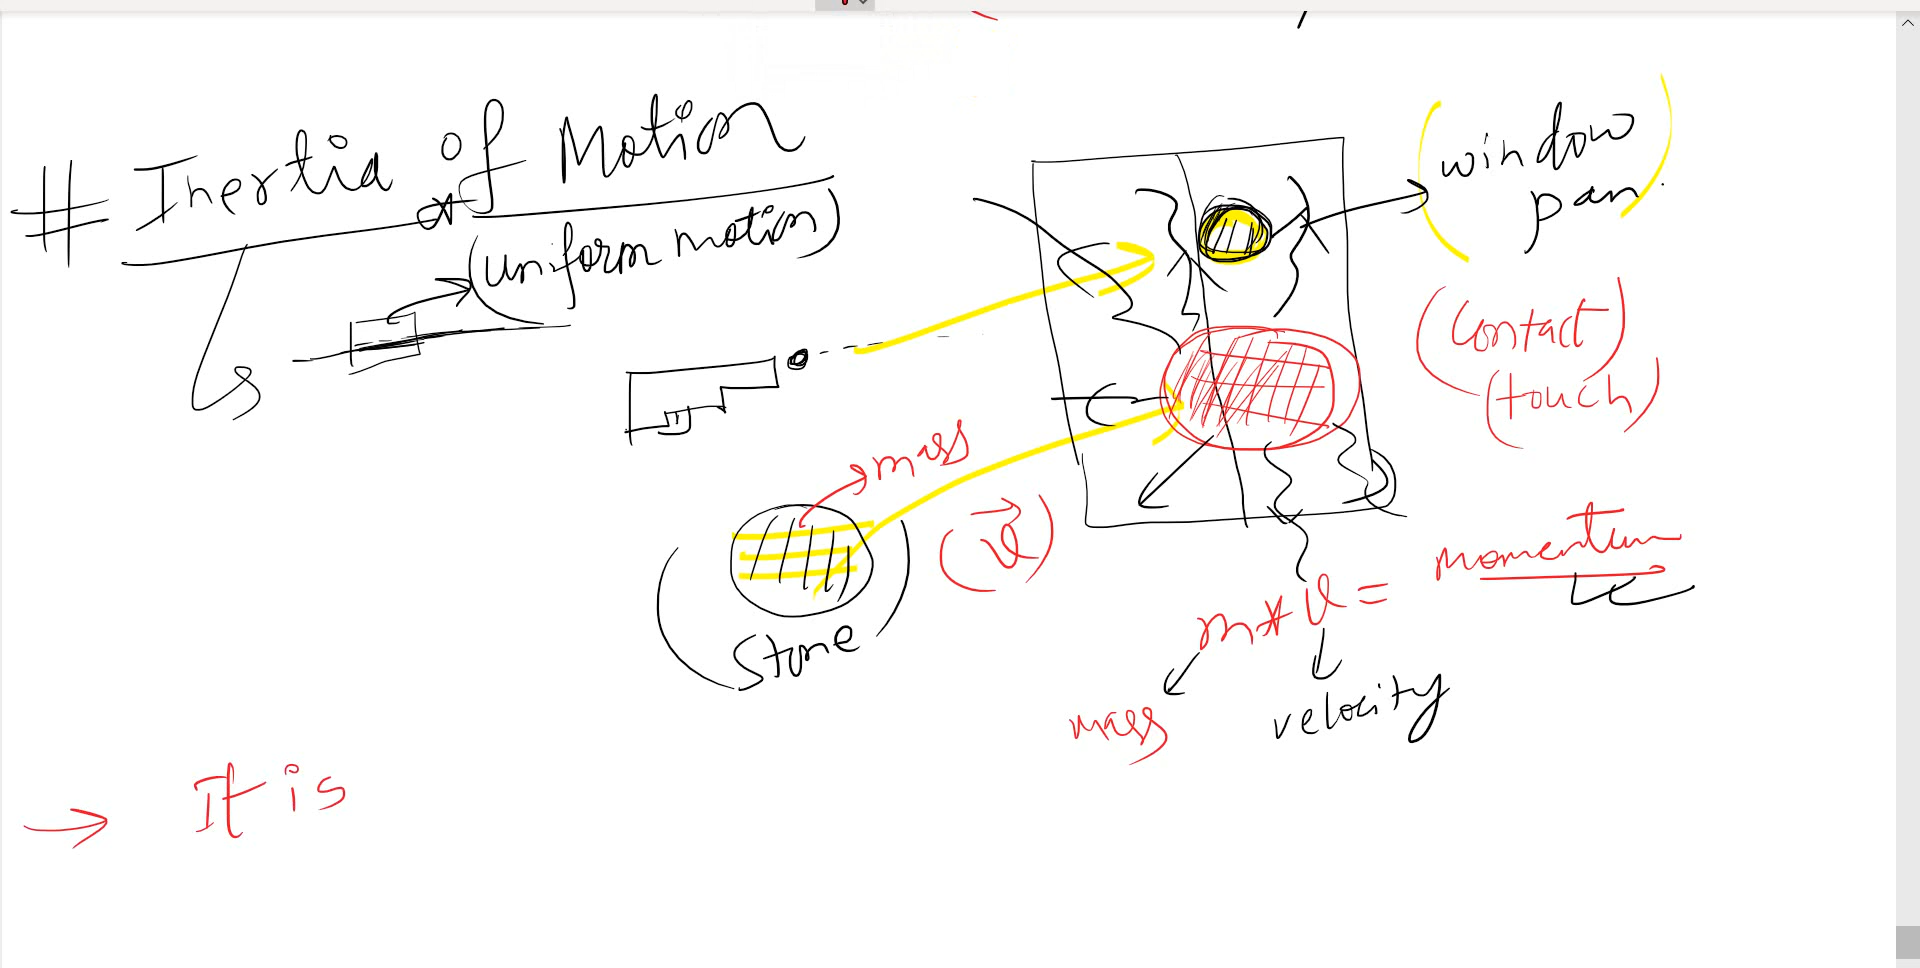 # Inertia of Motion
(uniform motion)
window
pan.
(Contact)
(touch)
mass
(v)
(Stone
momentum
m * v =
mass
velocity
→ It is